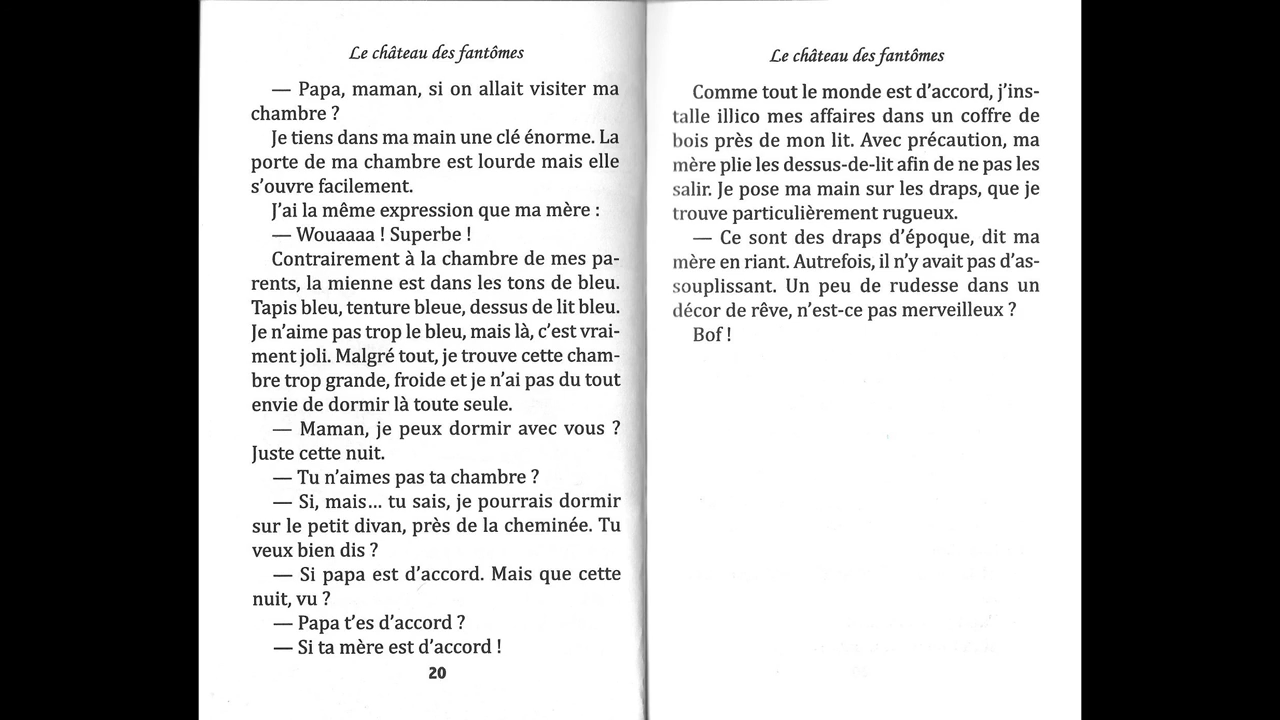 Le château des fantômes
— Papa, maman, si on allait visiter ma
chambre ?
Je tiens dans ma main une clé énorme. La
porte de ma chambre est lourde mais elle
s'ouvre facilement.
J'ai la même expression que ma mère :
— Wouaaaa ! Superbe !
Contrairement à la chambre de mes pa-
rents, la mienne est dans les tons de bleu.
Tapis bleu, tenture bleue, dessus de lit bleu.
Je n'aime pas trop le bleu, mais là, c'est vrai-
ment joli. Malgré tout, je trouve cette cham-
bre trop grande, froide et je n'ai pas du tout
envie de dormir là toute seule.
— Maman, je peux dormir avec vous ?
Juste cette nuit.
— Tu n'aimes pas ta chambre ?
— Si, mais... tu sais, je pourrais dormir
sur le petit divan, près de la cheminée. Tu
veux bien dis ?
— Si papa est d'accord. Mais que cette
nuit, vu ?
— Papa t'es d'accord ?
— Si ta mère est d'accord !
20
Le château des fantômes
Comme tout le monde est d'accord, j'ins-
talle illico mes affaires dans un coffre de
bois près de mon lit. Avec précaution, ma
mère plie les dessus-de-lit afin de ne pas les
salir. Je pose ma main sur les draps, que je
trouve particulièrement rugueux.
— Ce sont des draps d'époque, dit ma
mère en riant. Autrefois, il n'y avait pas d'as-
souplissant. Un peu de rudesse dans un
décor de rêve, n'est-ce pas merveilleux ?
Bof !